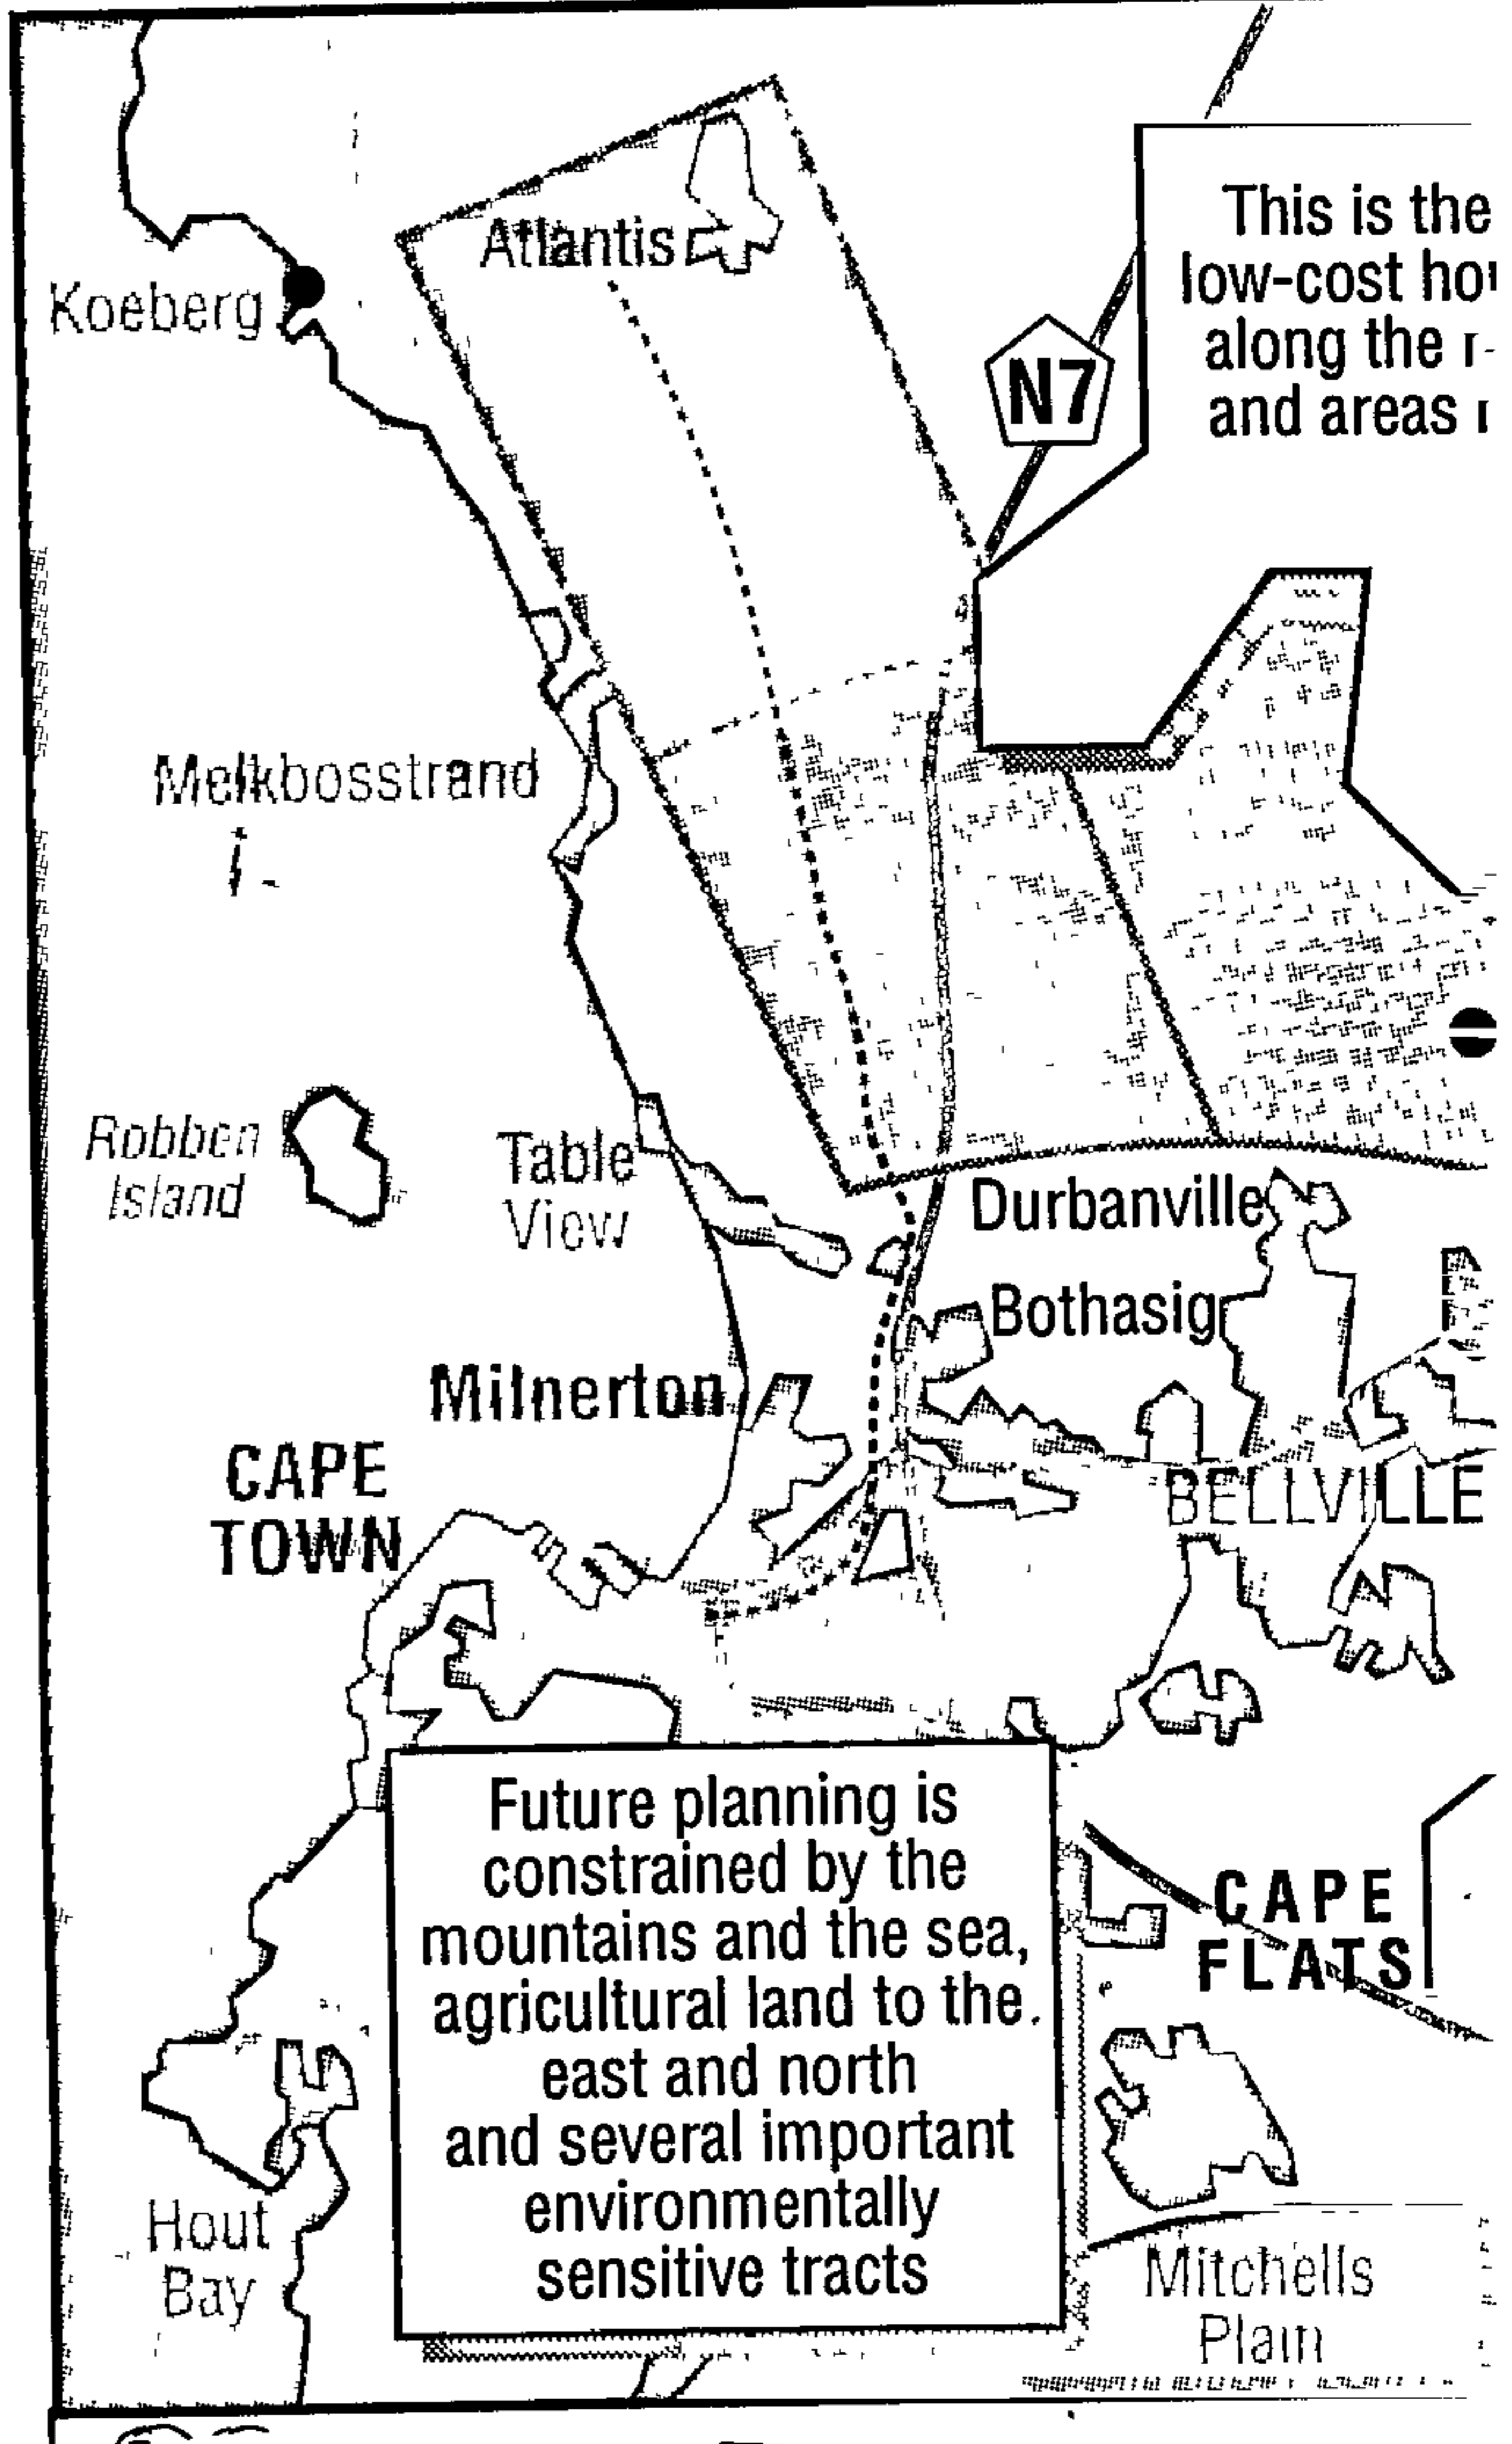 Atlantis
Koeberg
N7
This is the
low-cost
along the
and areas
Melkbosstrand
Robben
Island
Table
View
Durbanville
Bothasig
Milnerton
CAPE
TOWN
BELLVILLE
Future planning is
constrained by the
mountains and the sea,
agricultural land to the
east and north
and several important
environmentally
sensitive tracts
CAPE
FLATS
Hout
Bay
Mitchells
Plain